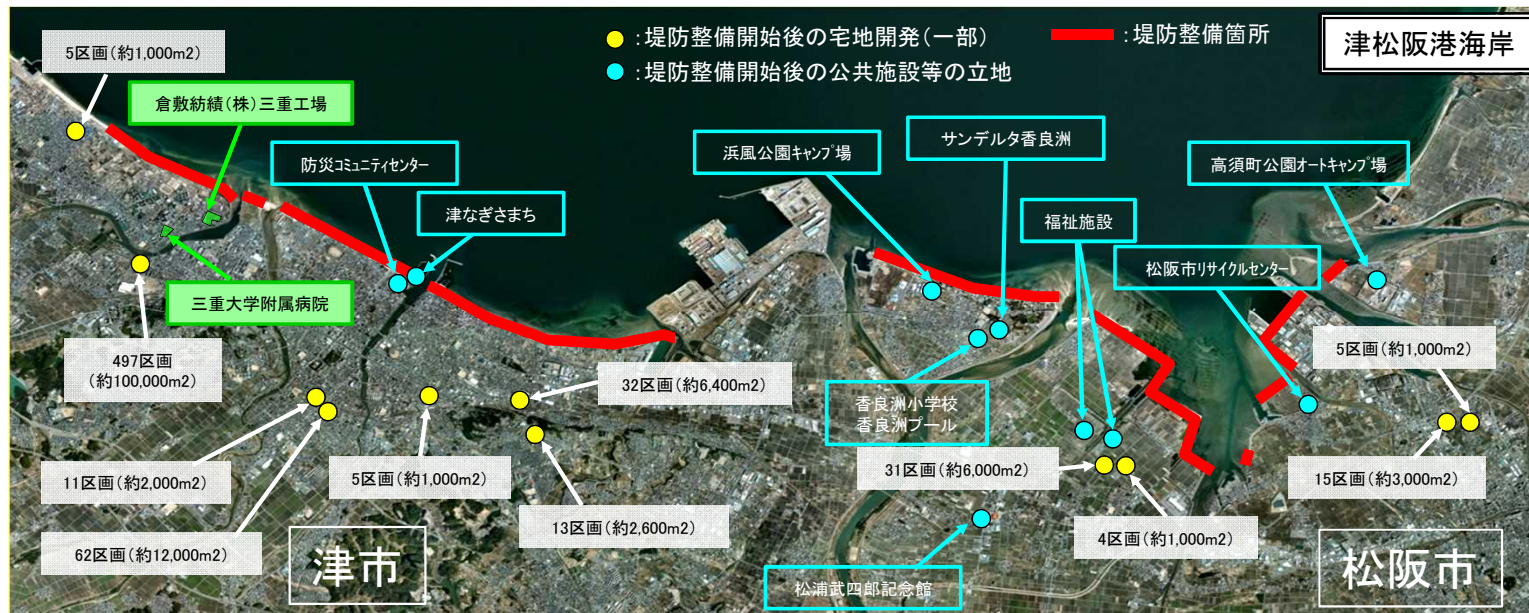 ●:堤防整備開始後の宅地開発(一部)
:堤防整備箇所
●:堤防整備開始後の公共施設等の立地
津松阪港海岸
5区画(約1,000m2)
倉敷紡績(株)三重工場
防災コミュニティセンター
津なぎさまち
浜風公園キャンプ場
サンデルタ香良洲
高須町公園オートキャンプ場
福祉施設
松阪市リサイクルセンター
三重大学附属病院
497区画
(約100,000m2)
32区画(約6,400m2)
5区画(約1,000m2)
香良洲小学校
香良洲プール
11区画(約2,000m2)
5区画(約1,000m2)
31区画(約6,000m2)
15区画(約3,000m2)
13区画(約2,600m2)
4区画(約1,000m2)
62区画(約12,000m2)
津市
松浦武四郎記念館
松阪市